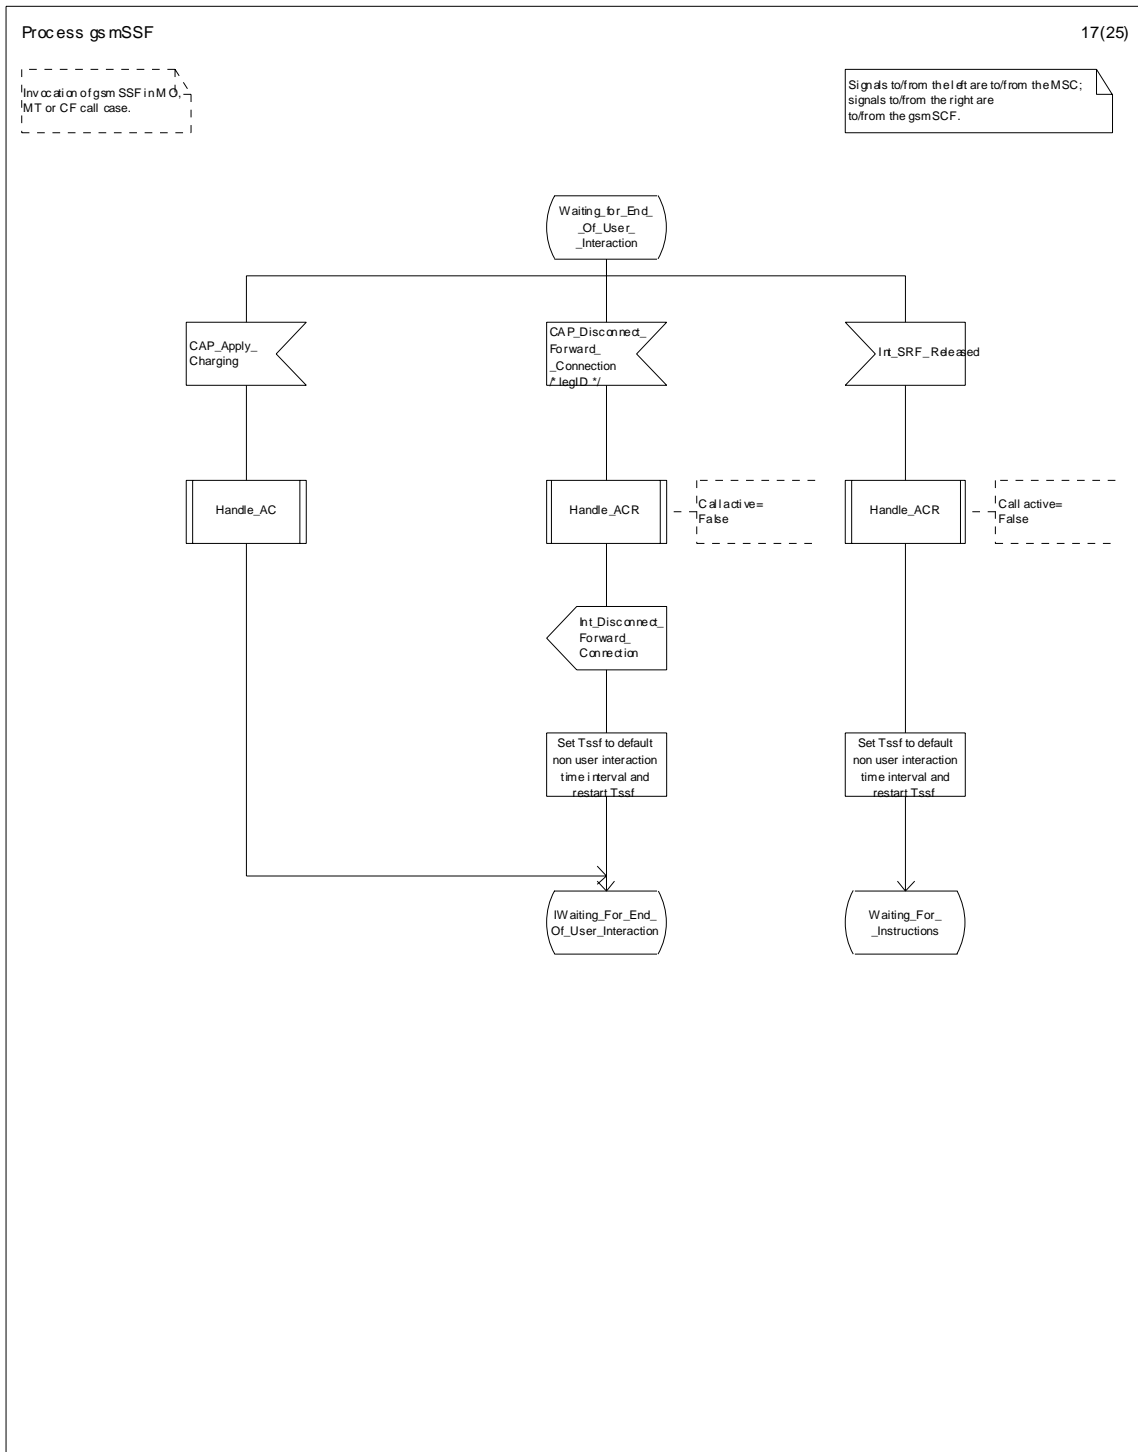 Process gsmSSF
17(25)
Invocation of gsmSSF in MO,
MT or CF call case.
Signals to/from the left are to/from the MSC;
signals to/from the right are
to/from the gsmSCF.
Waiting_for_End_
_Of_User_
_Interaction
CAP_Apply_
Charging
CAP_Disconnect_
Forward_
_Connection
/* legID */
Int_SRF_Released
Handle_AC
Handle_ACR
Call active=
False
Handle_ACR
Call active=
False
Int_Disconnect_
Forward_
Connection
Set Tssf to default
non user interaction
time interval and
restart Tssf
Set Tssf to default
non user interaction
time interval and
restart Tssf
IWaiting_For_End_
Of_User_Interaction
Waiting_For_
_Instructions